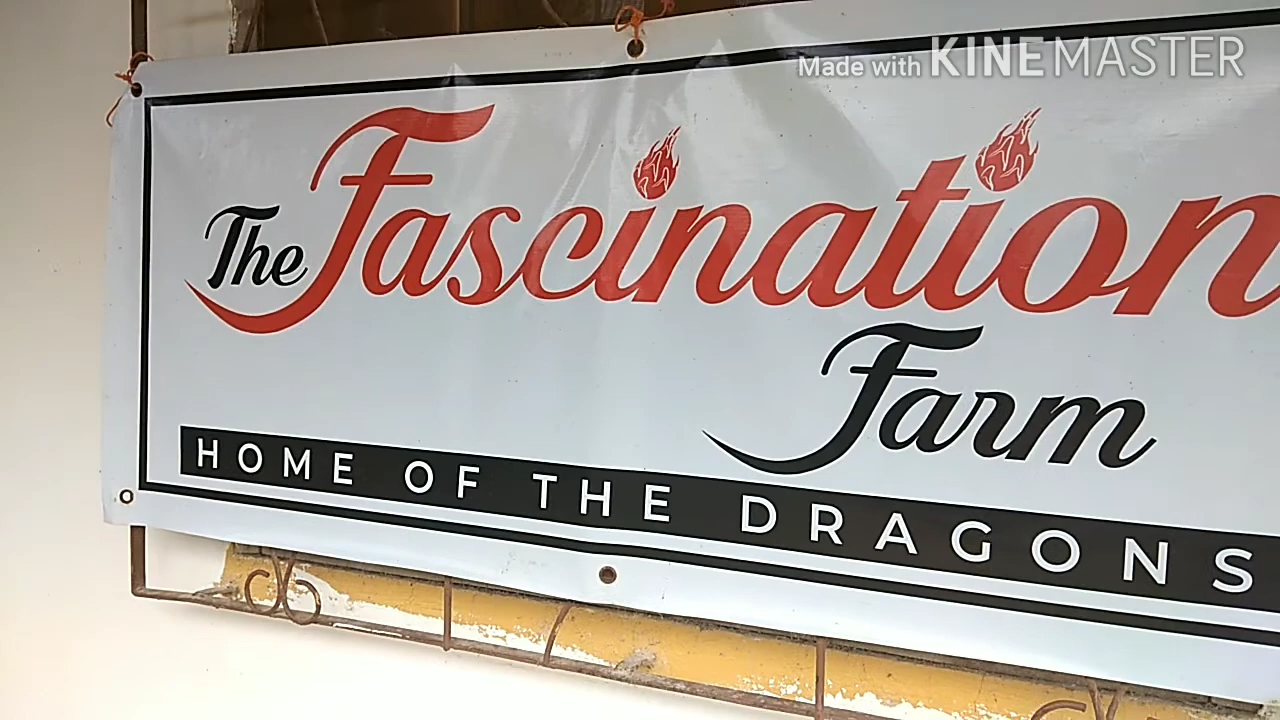 Made with KINEMASTER
The Fascination
Farm
HOME OF THE DRAGONS